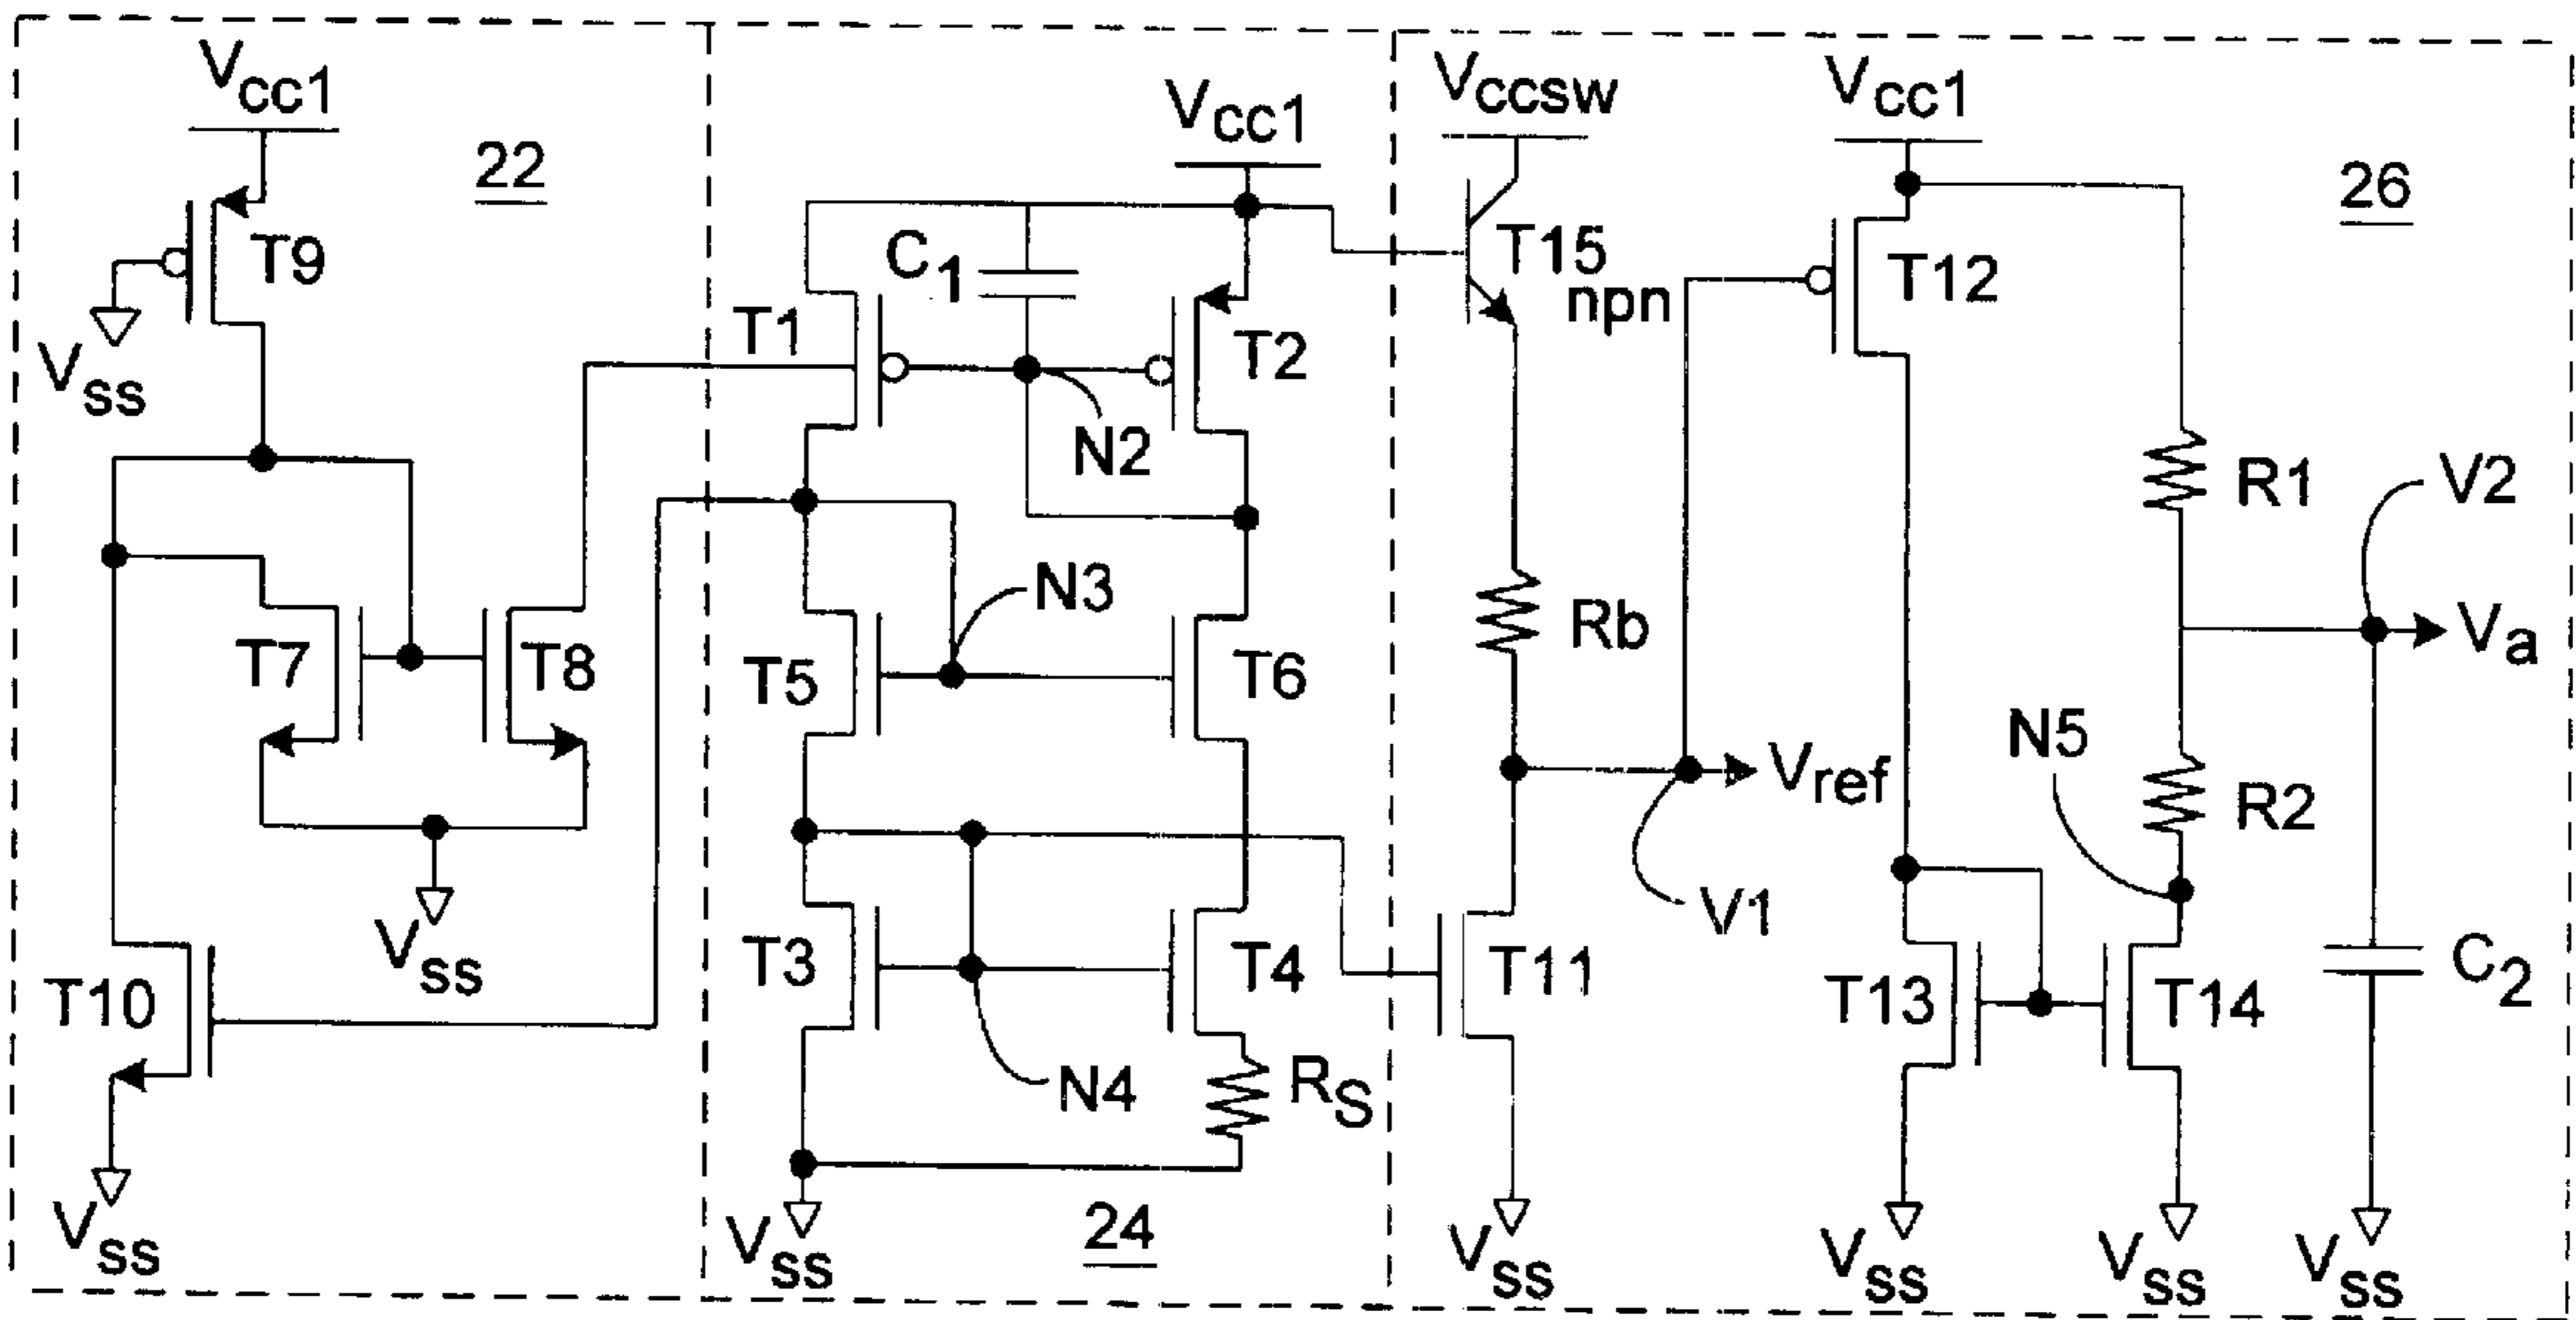 Vcc1
22
T9
Vss
T7
T8
Vss
T10
Vss
Vcc1
C1
T1
T2
N2
N3
T5
T6
T3
T4
N4
RS
Vss
24
Vccsw
T15
npn
Vcc1
26
T12
R1
V2
Rb
Va
N5
Vref
R2
V1
T11
T13
T14
C2
Vss
Vss
Vss
Vss